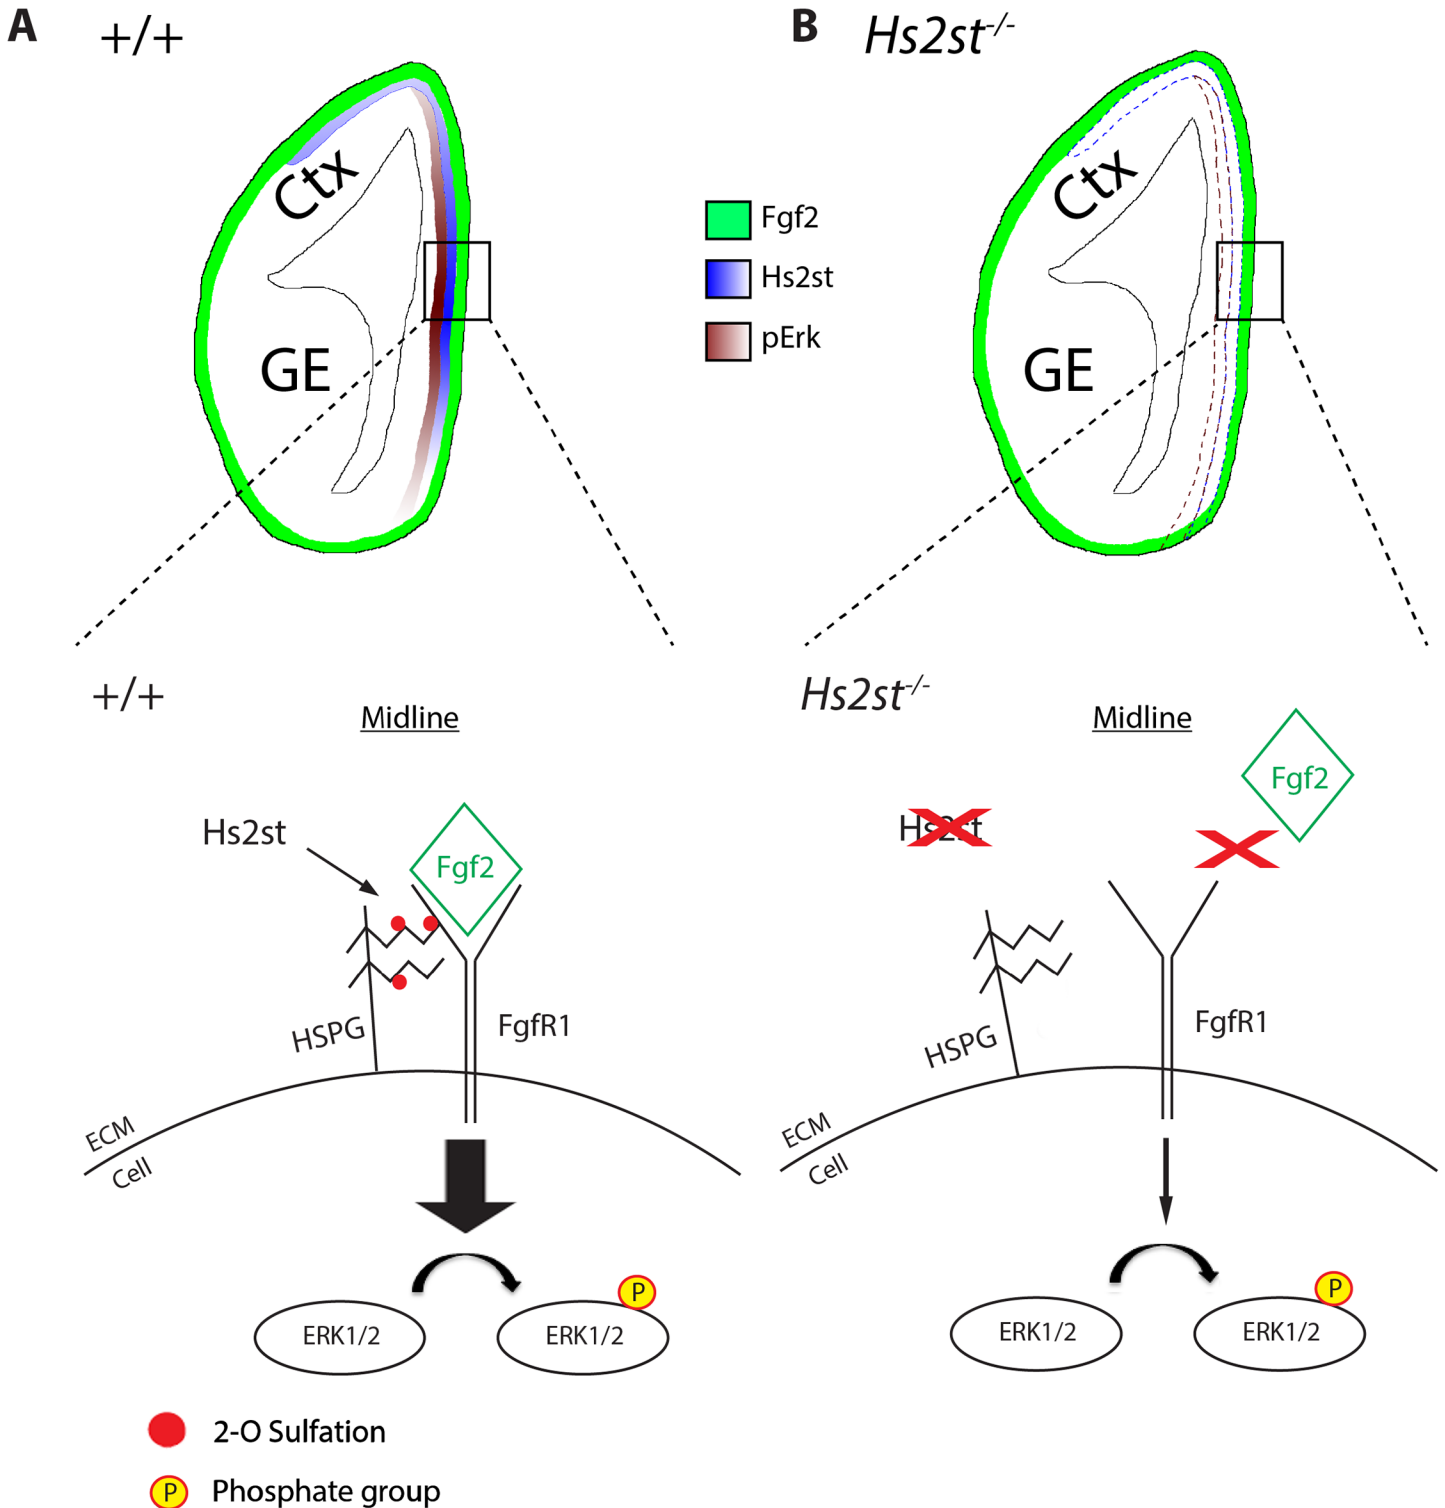 A
+/+
B
Hs2st-/-
Ctx
GE
Fgf2
Hs2st
pErk
Ctx
GE
+/+
Midline
Hs2st
Fgf2
HSPG
FgfR1
ECM
Cell
ERK1/2
ERK1/2
P
2-O Sulfation
P
Phosphate group
Hs2st-/-
Midline
Fgf2
Hs2st
HSPG
FgfR1
ECM
Cell
ERK1/2
ERK1/2
P